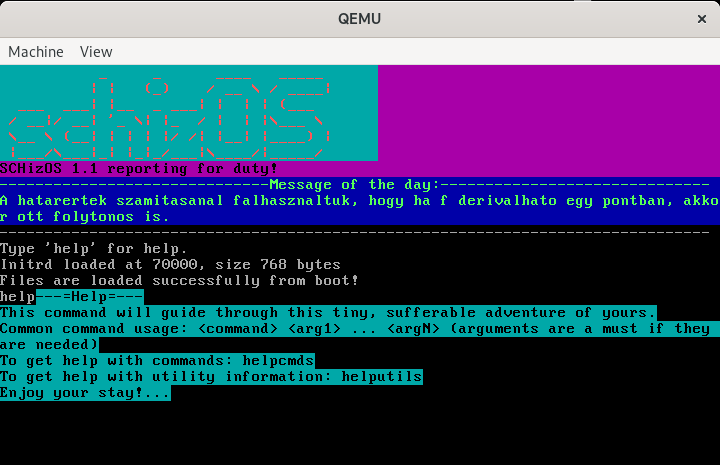 QEMU
Machine View
schizOS
SCHizOS 1.1 reporting for duty!
------------------------------Message of the day:------------------------------
A hatarertek szamitasanal falhasznaltuk, hogy ha f derivalhato egy pontban, akko
r ott folytonos is.
-------------------------------------------------------------------------------
Type 'help' for help.
Initrd loaded at 70000, size 768 bytes
Files are loaded successfully from boot!
help---=Help=---
This command will guide through this tiny, sufferable adventure of yours.
Common command usage: <command> <arg1> ... <argN> (arguments are a must if they
are needed)
To get help with commands: helpcmds
To get help with utility information: helputils
Enjoy your stay!...